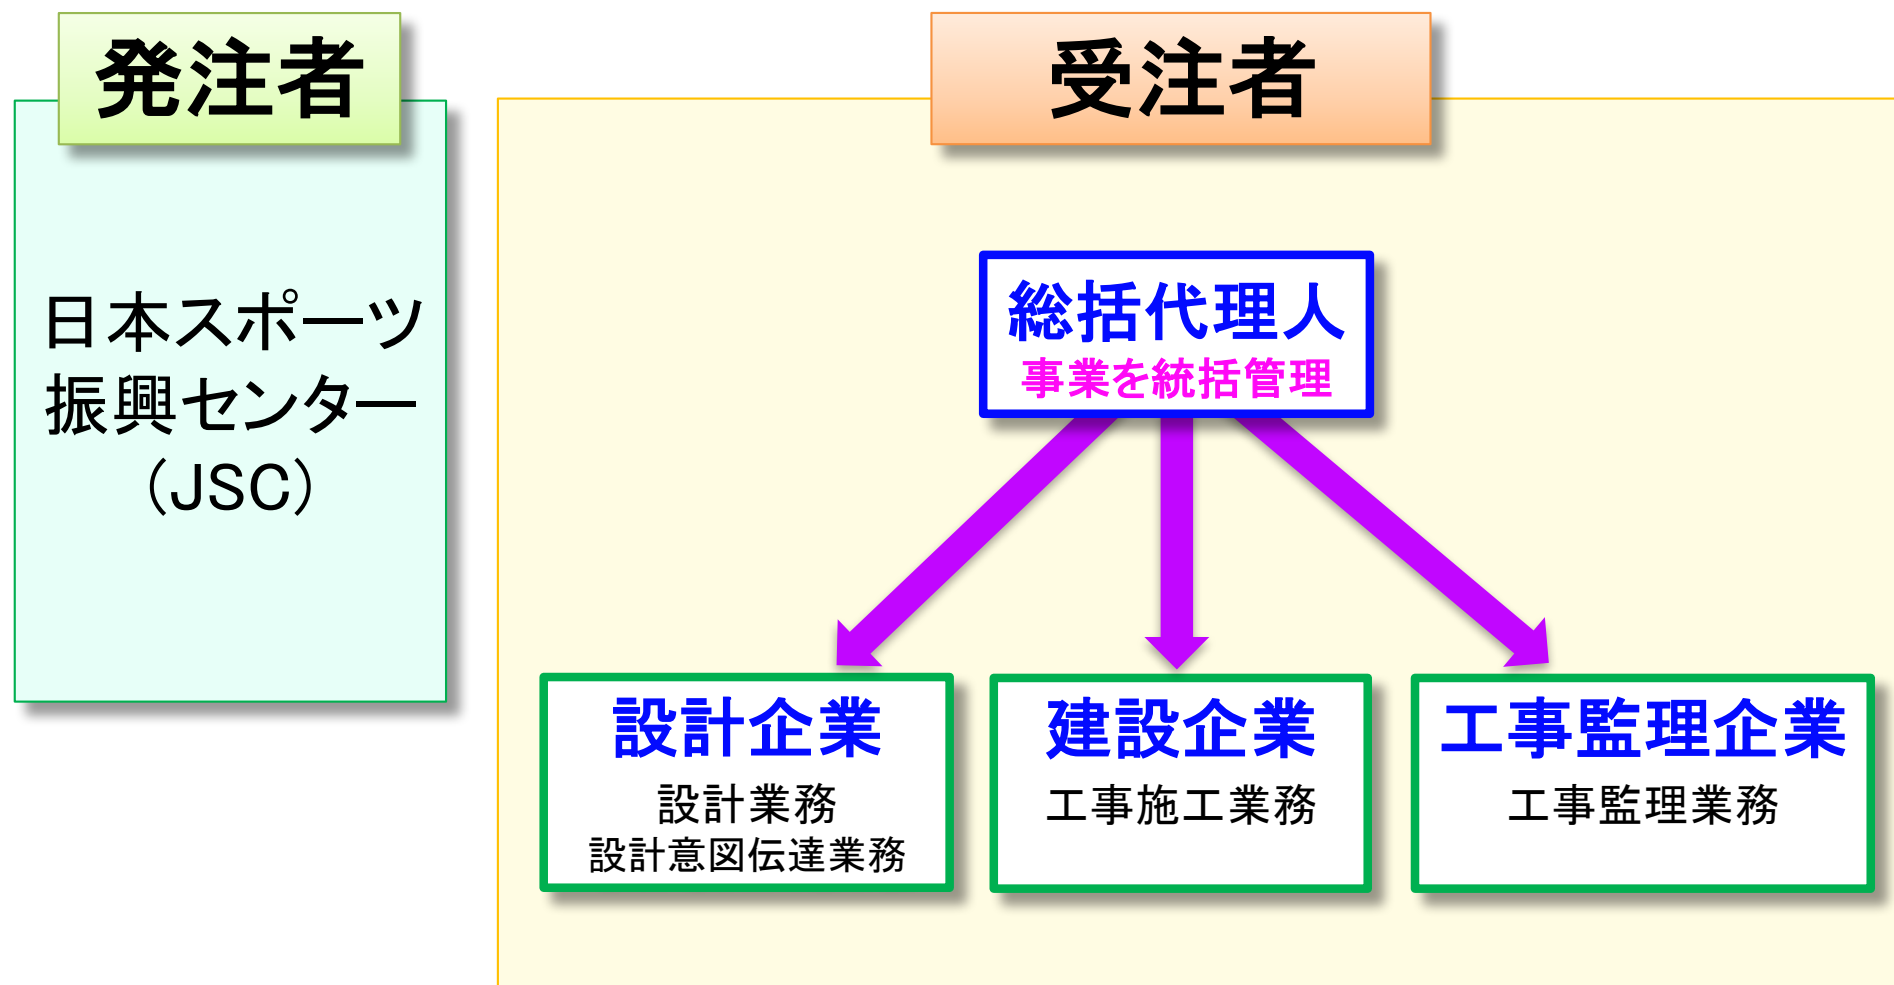 発注者
日本スポーツ
振興センター
（JSC）
受注者
総括代理人
事業を統括管理
設計企業
設計業務
設計意図伝達業務
建設企業
工事施工業務
工事監理企業
工事監理業務